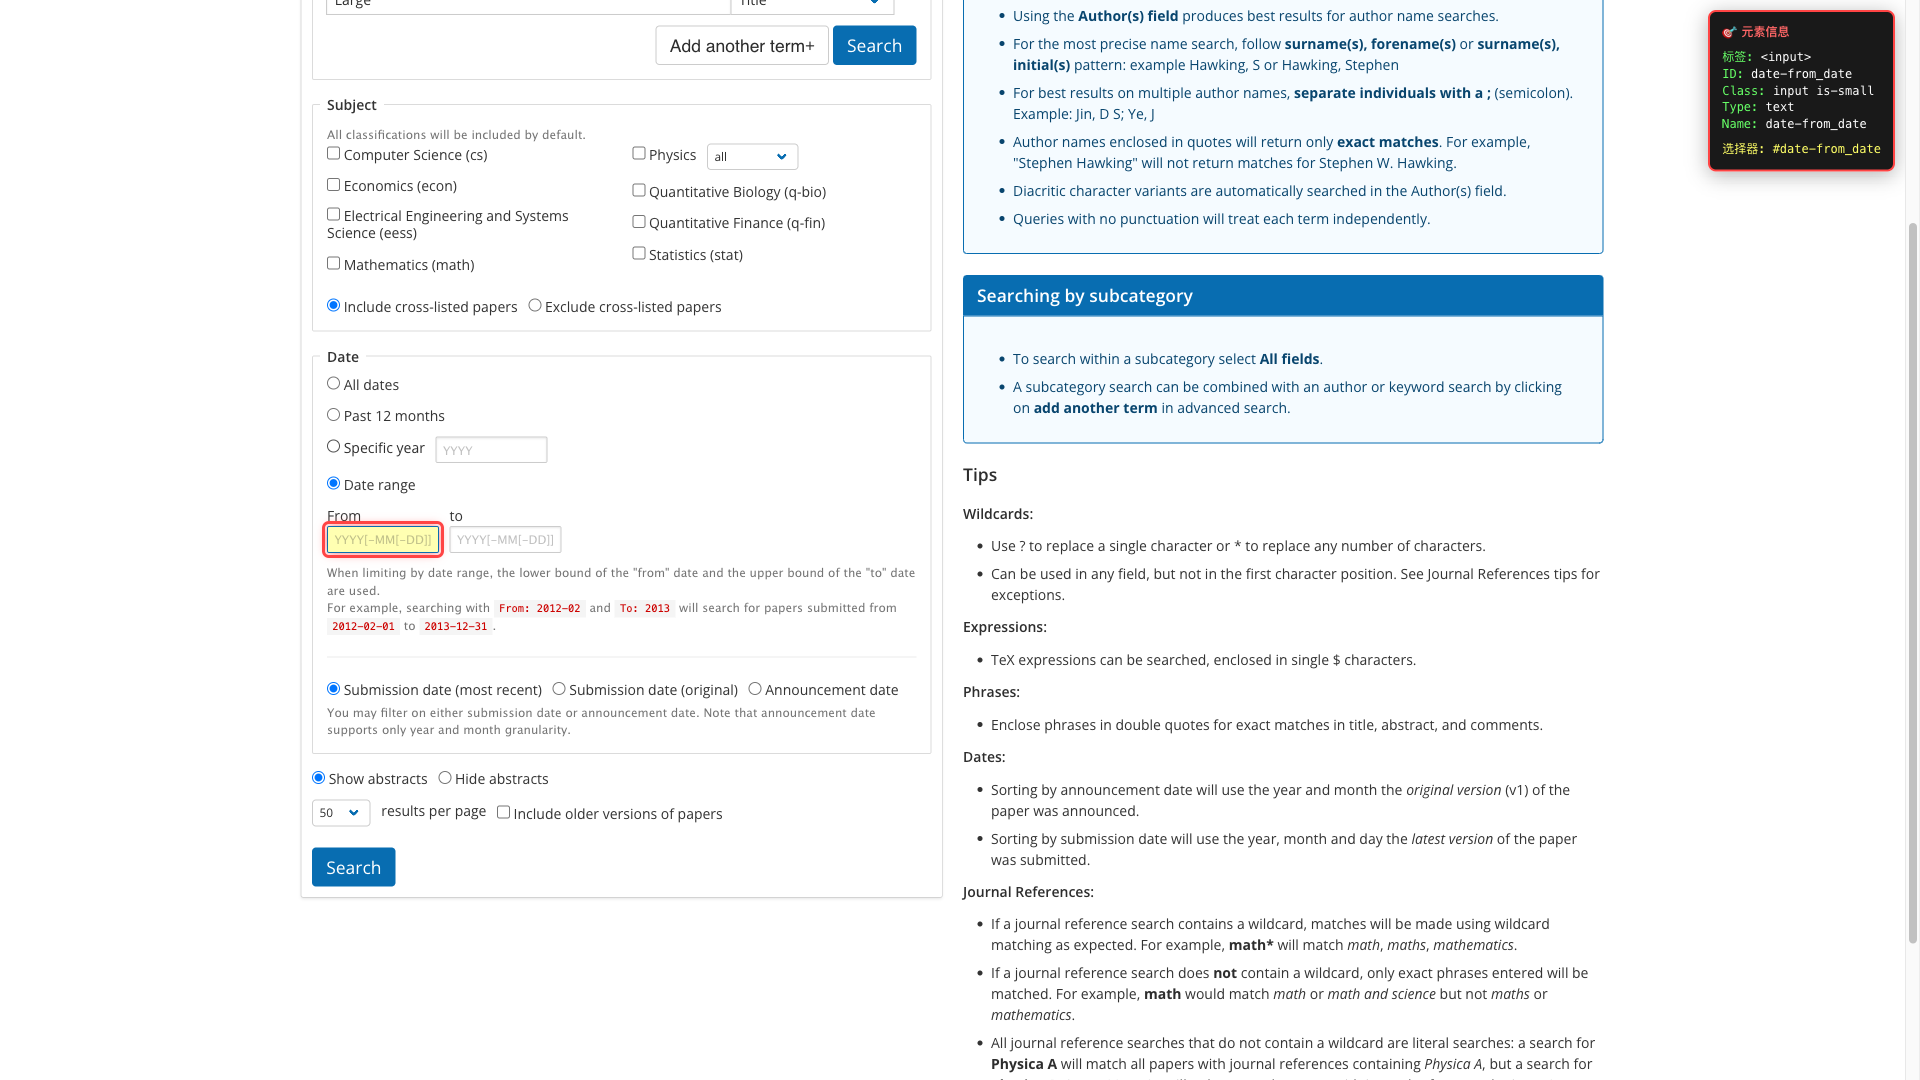 Large
Title
Add another term+
Search
Subject
All classifications will be included by default.
Computer Science (cs)
Physics
all
Economics (econ)
Quantitative Biology (q-bio)
Electrical Engineering and Systems
Science (eess)
Quantitative Finance (q-fin)
Mathematics (math)
Statistics (stat)
Include cross-listed papers
Exclude cross-listed papers
Date
All dates
Past 12 months
Specific year
YYYY
Date range
From
to
YYYY[-MM[-DD]]
YYYY[-MM[-DD]]
When limiting by date range, the lower bound of the "from" date and the upper bound of the "to" date
are used.
For example, searching with From: 2012-02 and To: 2013 will search for papers submitted from
2012-02-01 to 2013-12-31.
Submission date (most recent)
Submission date (original)
Announcement date
You may filter on either submission date or announcement date. Note that announcement date
supports only year and month granularity.
Show abstracts
Hide abstracts
50
results per page
Include older versions of papers
Search
Using the Author(s) field produces best results for author name searches.
For the most precise name search, follow surname(s), forename(s) or surname(s),
initial(s) pattern: example Hawking, S or Hawking, Stephen
For best results on multiple author names, separate individuals with a ; (semicolon).
Example: Jin, D S; Ye, J
Author names enclosed in quotes will return only exact matches. For example,
"Stephen Hawking" will not return matches for Stephen W. Hawking.
Diacritic character variants are automatically searched in the Author(s) field.
Queries with no punctuation will treat each term independently.
Searching by subcategory
To search within a subcategory select All fields.
A subcategory search can be combined with an author or keyword search by clicking
on add another term in advanced search.
Tips
Wildcards:
Use ? to replace a single character or * to replace any number of characters.
Can be used in any field, but not in the first character position. See Journal References tips for
exceptions.
Expressions:
TeX expressions can be searched, enclosed in single $ characters.
Phrases:
Enclose phrases in double quotes for exact matches in title, abstract, and comments.
Dates:
Sorting by announcement date will use the year and month the original version (v1) of the
paper was announced.
Sorting by submission date will use the year, month and day the latest version of the paper
was submitted.
Journal References:
If a journal reference search contains a wildcard, matches will be made using wildcard
matching as expected. For example, math* will match math, maths, mathematics.
If a journal reference search does not contain a wildcard, only exact phrases entered will be
matched. For example, math would match math or math and science but not maths or
mathematics.
All journal reference searches that do not contain a wildcard are literal searches: a search for
Physica A will match all papers with journal references containing Physica A, but a search for
🎯 元素信息
标签: <input>
ID: date-from_date
Class: input is-small
Type: text
Name: date-from_date
选择器: #date-from_date